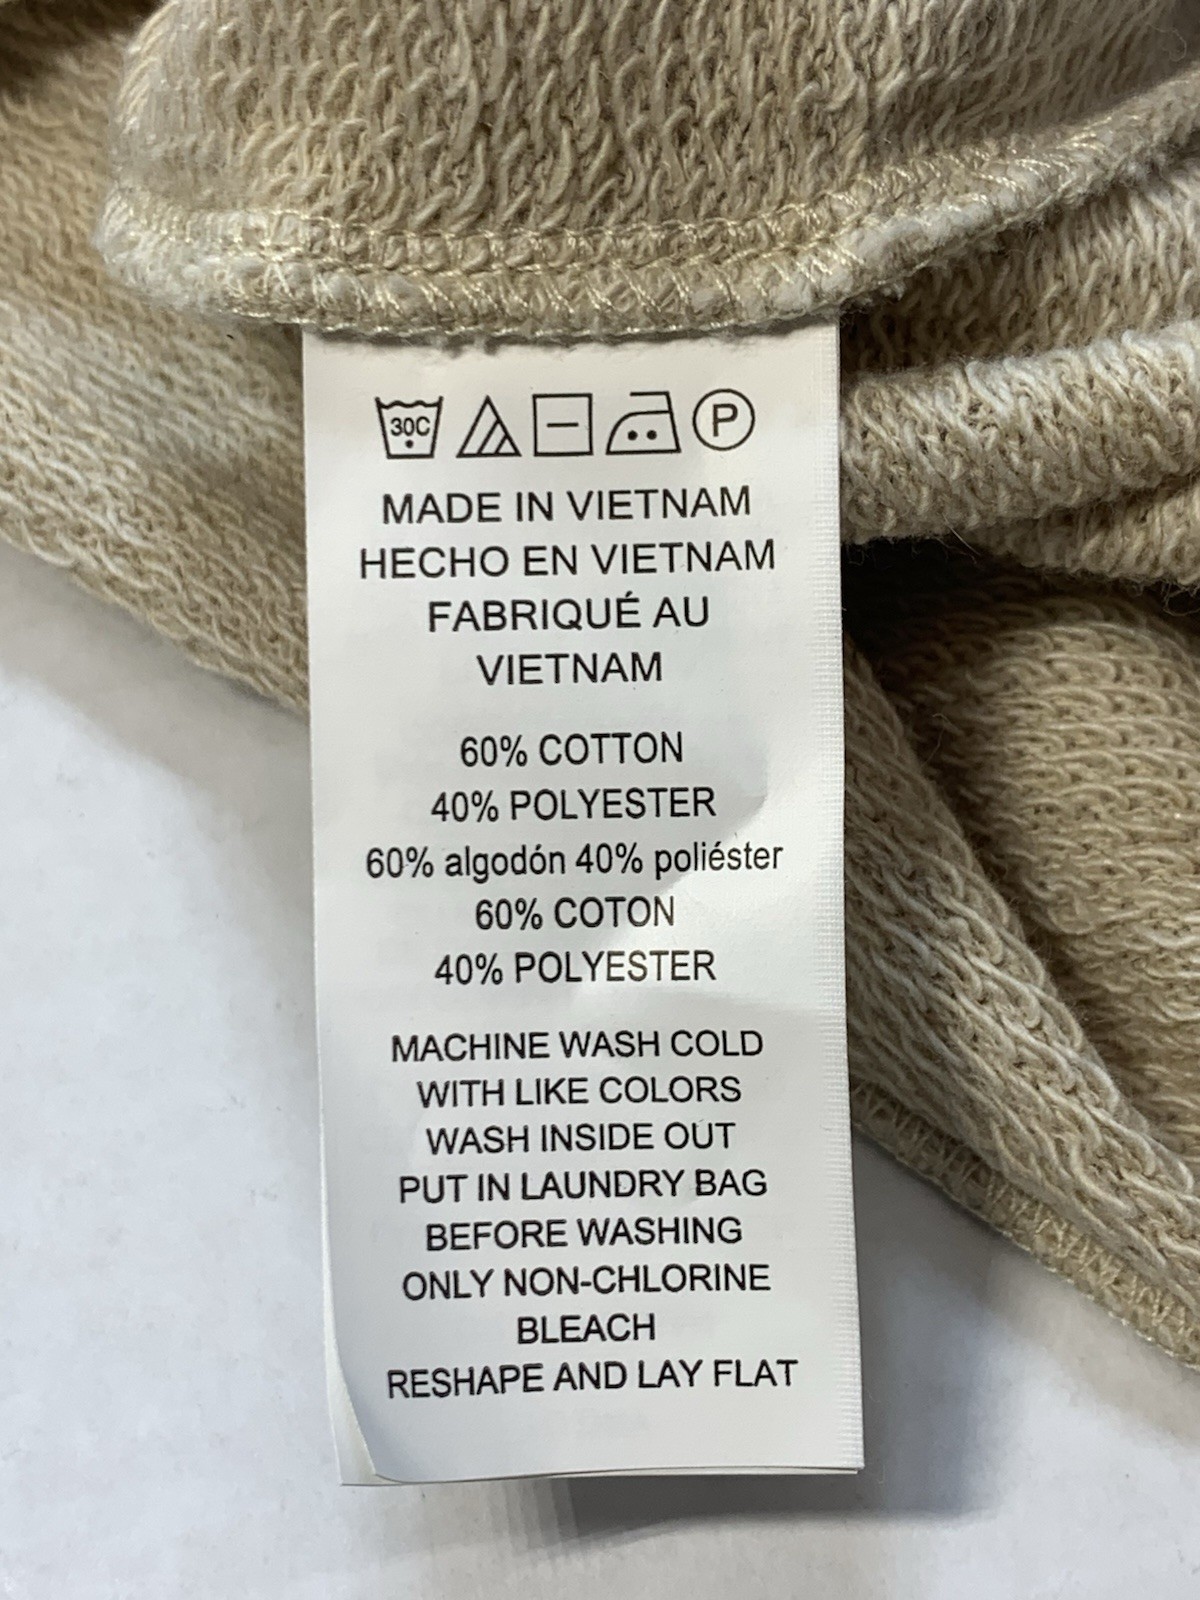 30C P
MADE IN VIETNAM
HECHO EN VIETNAM
FABRIQUÉ AU
VIETNAM
60% COTTON
40% POLYESTER
60% algodón 40% poliéster
60% COTON
40% POLYESTER
MACHINE WASH COLD
WITH LIKE COLORS
WASH INSIDE OUT
PUT IN LAUNDRY BAG
BEFORE WASHING
ONLY NON-CHLORINE
BLEACH
RESHAPE AND LAY FLAT